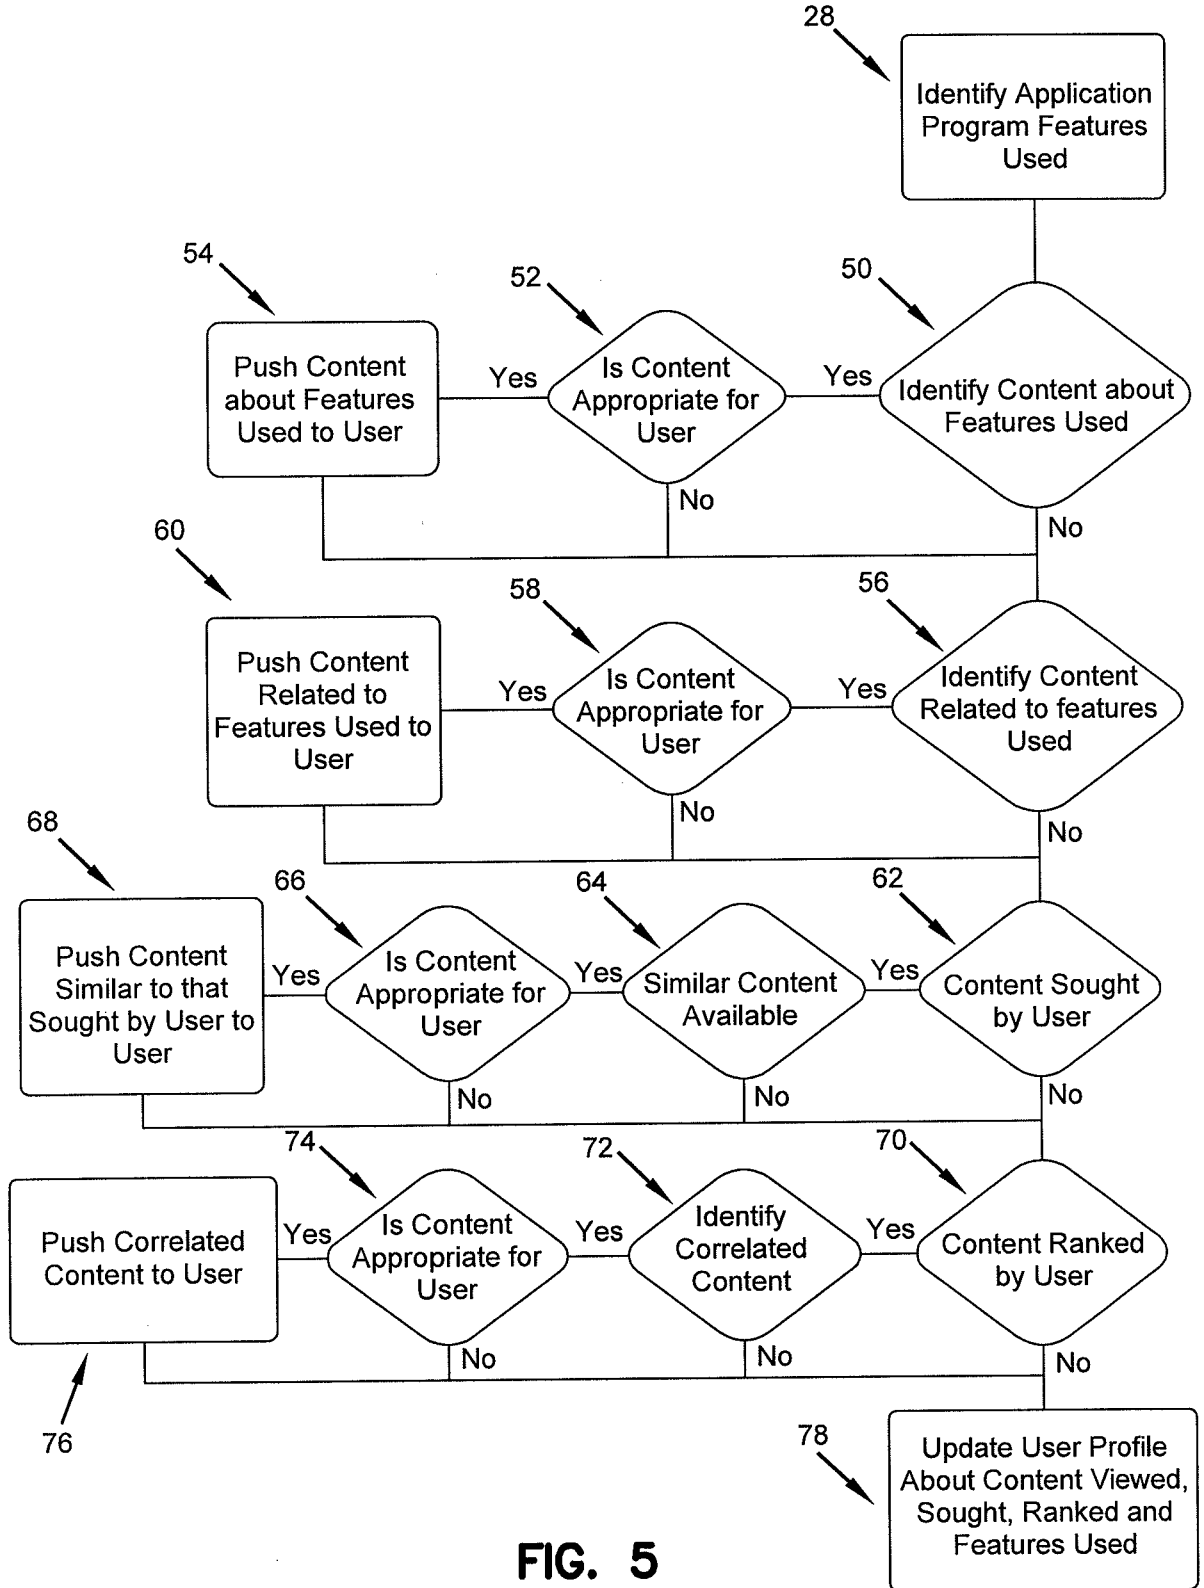 28
Identify Application
Program Features
Used
54
52
50
Push Content
about Features
Used to User
Yes
Is Content
Appropriate for
User
Yes
Identify Content about
Features Used
No
No
60
58
56
Push Content
Related to
Features Used to
User
Yes
Is Content
Appropriate for
User
Yes
Identify Content
Related to features
Used
No
No
68
66
64
62
Push Content
Similar to that
Sought by User to
User
Yes
Is Content
Appropriate for
User
Yes
Similar Content
Available
Yes
Content Sought
by User
No
No
No
74
72
70
Push Correlated
Content to User
Yes
Is Content
Appropriate for
User
Yes
Identify
Correlated
Content
Yes
Content Ranked
by User
No
No
No
76
78
Update User Profile
About Content Viewed,
Sought, Ranked and
Features Used
FIG. 5